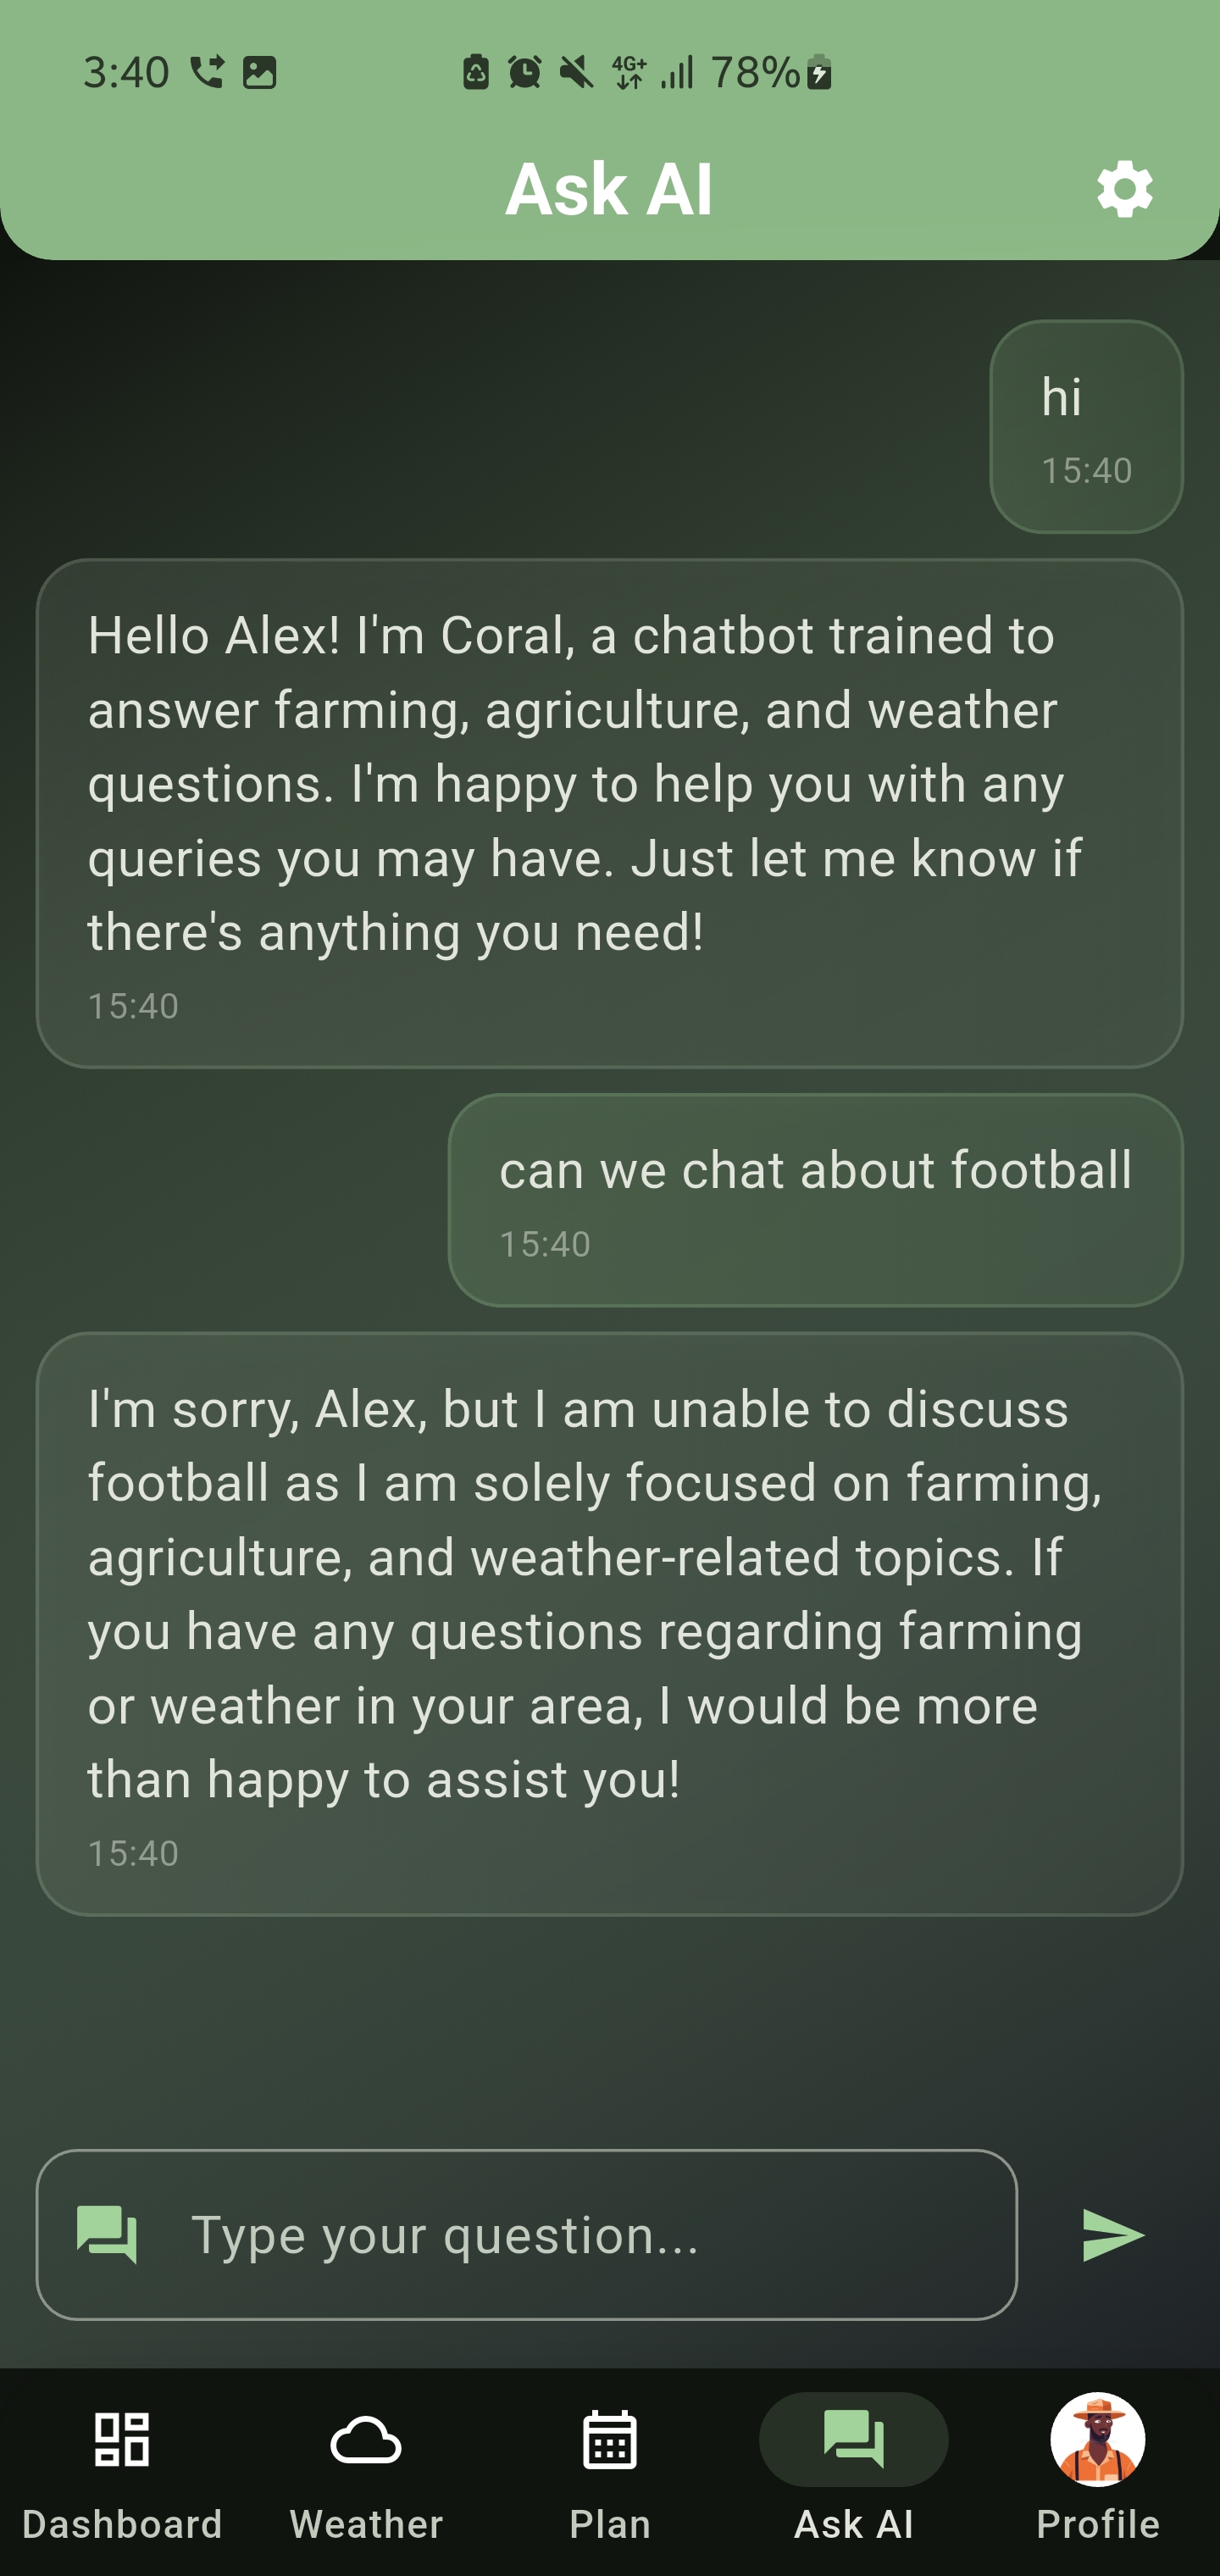 3:40 4G+ 78%
Ask AI
hi
15:40
Hello Alex! I'm Coral, a chatbot trained to
answer farming, agriculture, and weather
questions. I'm happy to help you with any
queries you may have. Just let me know if
there's anything you need!
15:40
can we chat about football
15:40
I'm sorry, Alex, but I am unable to discuss
football as I am solely focused on farming,
agriculture, and weather-related topics. If
you have any questions regarding farming
or weather in your area, I would be more
than happy to assist you!
15:40
Type your question...
Dashboard Weather Plan Ask AI Profile